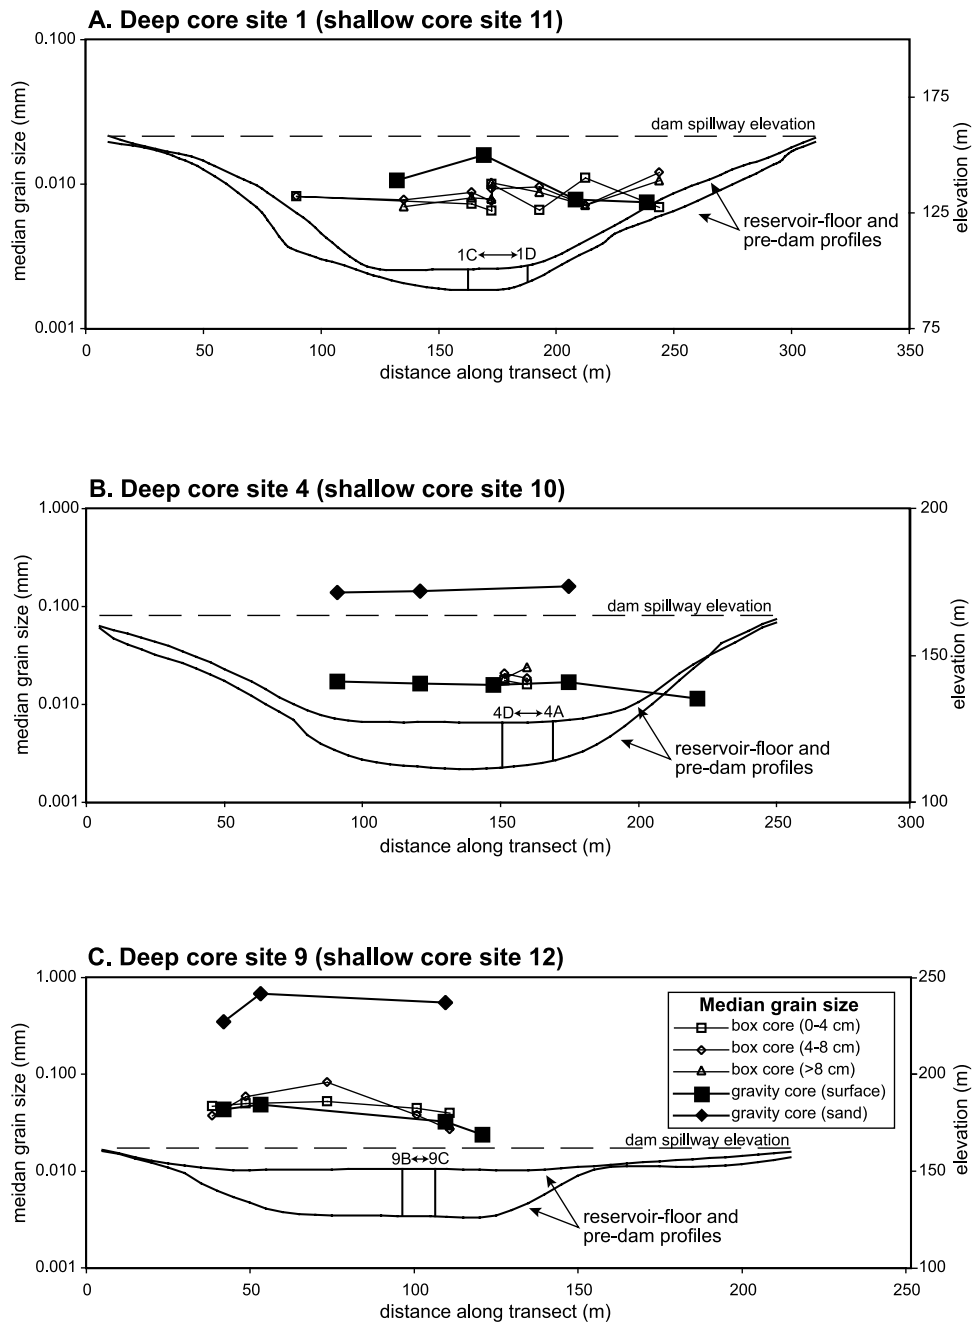 A. Deep core site 1 (shallow core site 11)
0.100
0.010
0.001
median grain size (mm)
175
125
75
elevation (m)
dam spillway elevation
reservoir-floor and
pre-dam profiles
1C
1D
0
50
100
150
200
250
300
350
distance along transect (m)
B. Deep core site 4 (shallow core site 10)
1.000
0.100
0.010
0.001
median grain size (mm)
200
150
100
elevation (m)
dam spillway elevation
4D
4A
reservoir-floor and
pre-dam profiles
0
50
100
150
200
250
300
distance along transect (m)
C. Deep core site 9 (shallow core site 12)
1.000
0.100
0.010
0.001
meidan grain size (mm)
250
200
150
100
elevation (m)
Median grain size
box core (0-4 cm)
box core (4-8 cm)
box core (>8 cm)
gravity core (surface)
gravity core (sand)
dam spillway elevation
9B
9C
reservoir-floor and
pre-dam profiles
0
50
100
150
200
250
distance along transect (m)